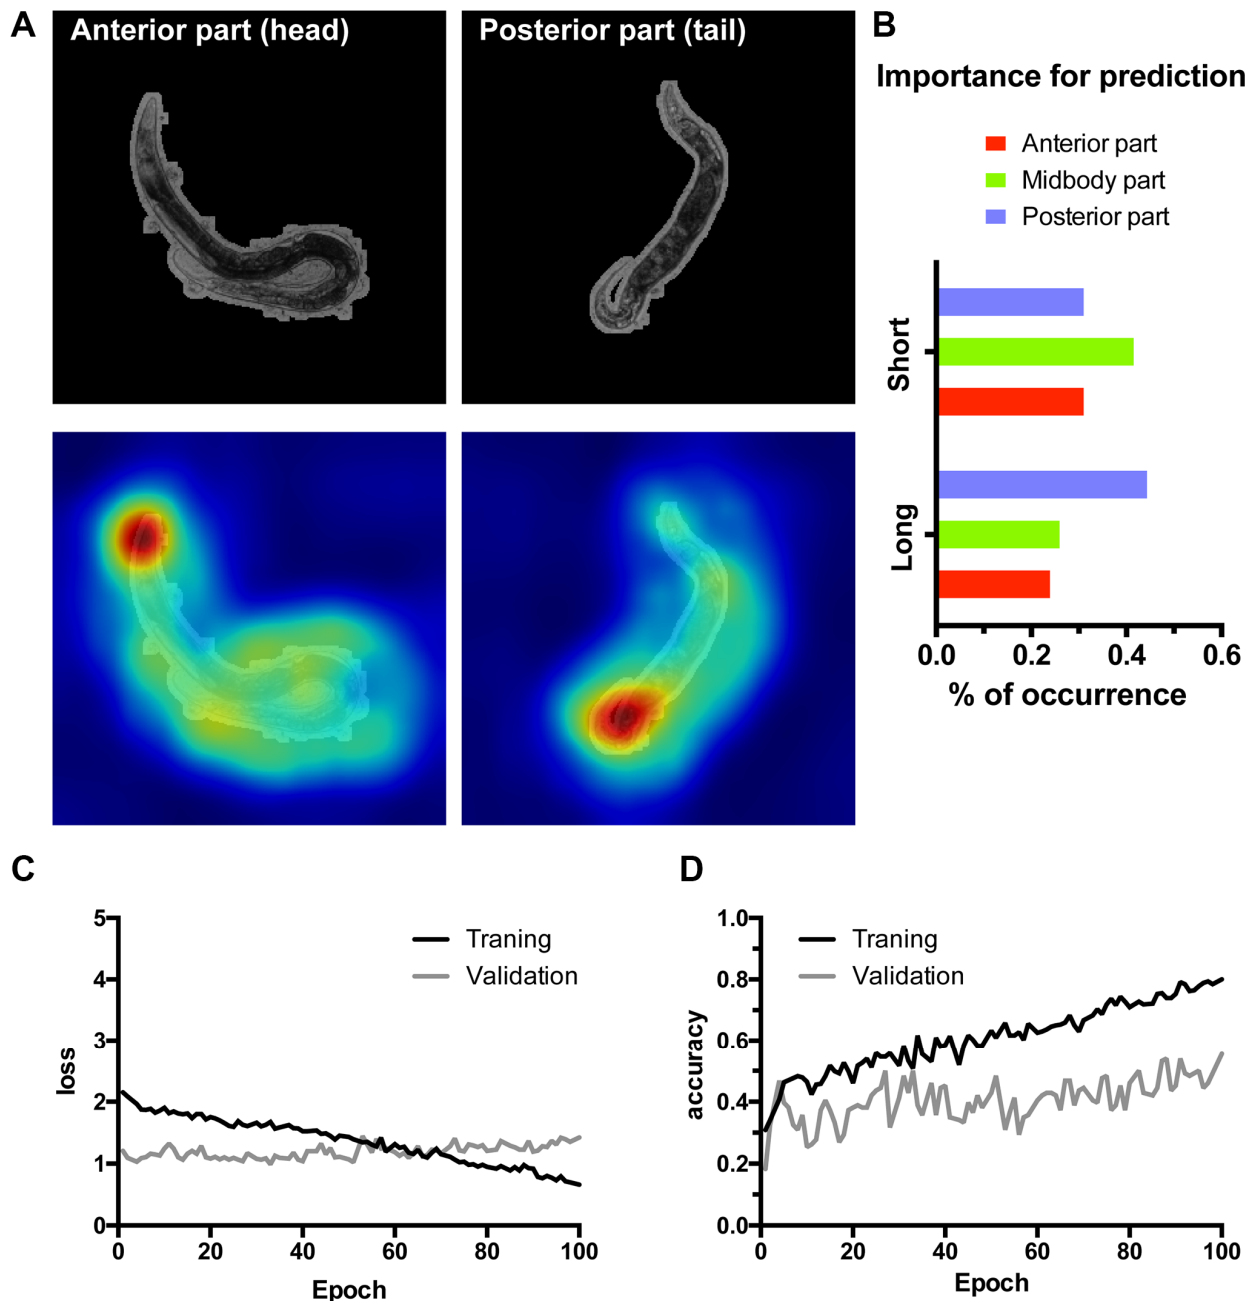 A
Anterior part (head)
Posterior part (tail)
B
Importance for prediction
Anterior part
Midbody part
Posterior part
Short
Long
0.0 0.2 0.4 0.6
% of occurrence
C
5
4
3
2
1
0
loss
Traning
Validation
0 20 40 60 80 100
Epoch
D
1.0
0.8
0.6
0.4
0.2
0.0
accuracy
Traning
Validation
0 20 40 60 80 100
Epoch